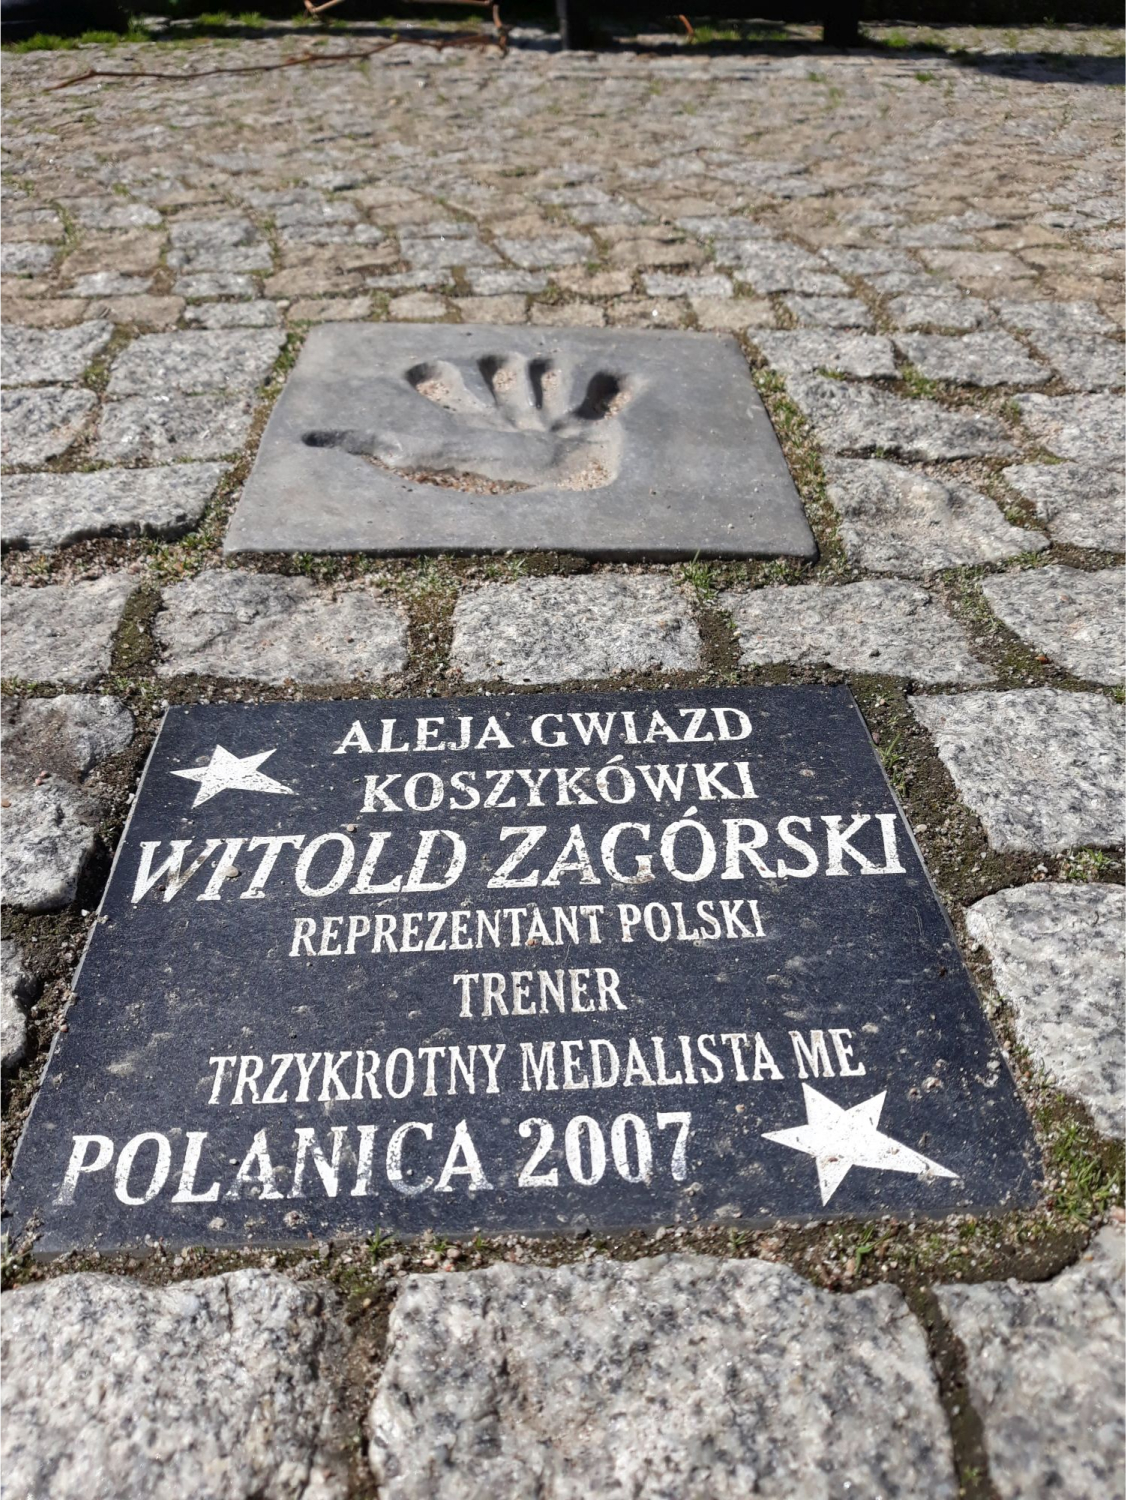 ALEJA GWIAZD
KOSZYKÓWKI
WITOLD ZAGÓRSKI
REPREZENTANT POLSKI
TRENER
TRZYKROTNY MEDALISTA ME
POLANICA 2007